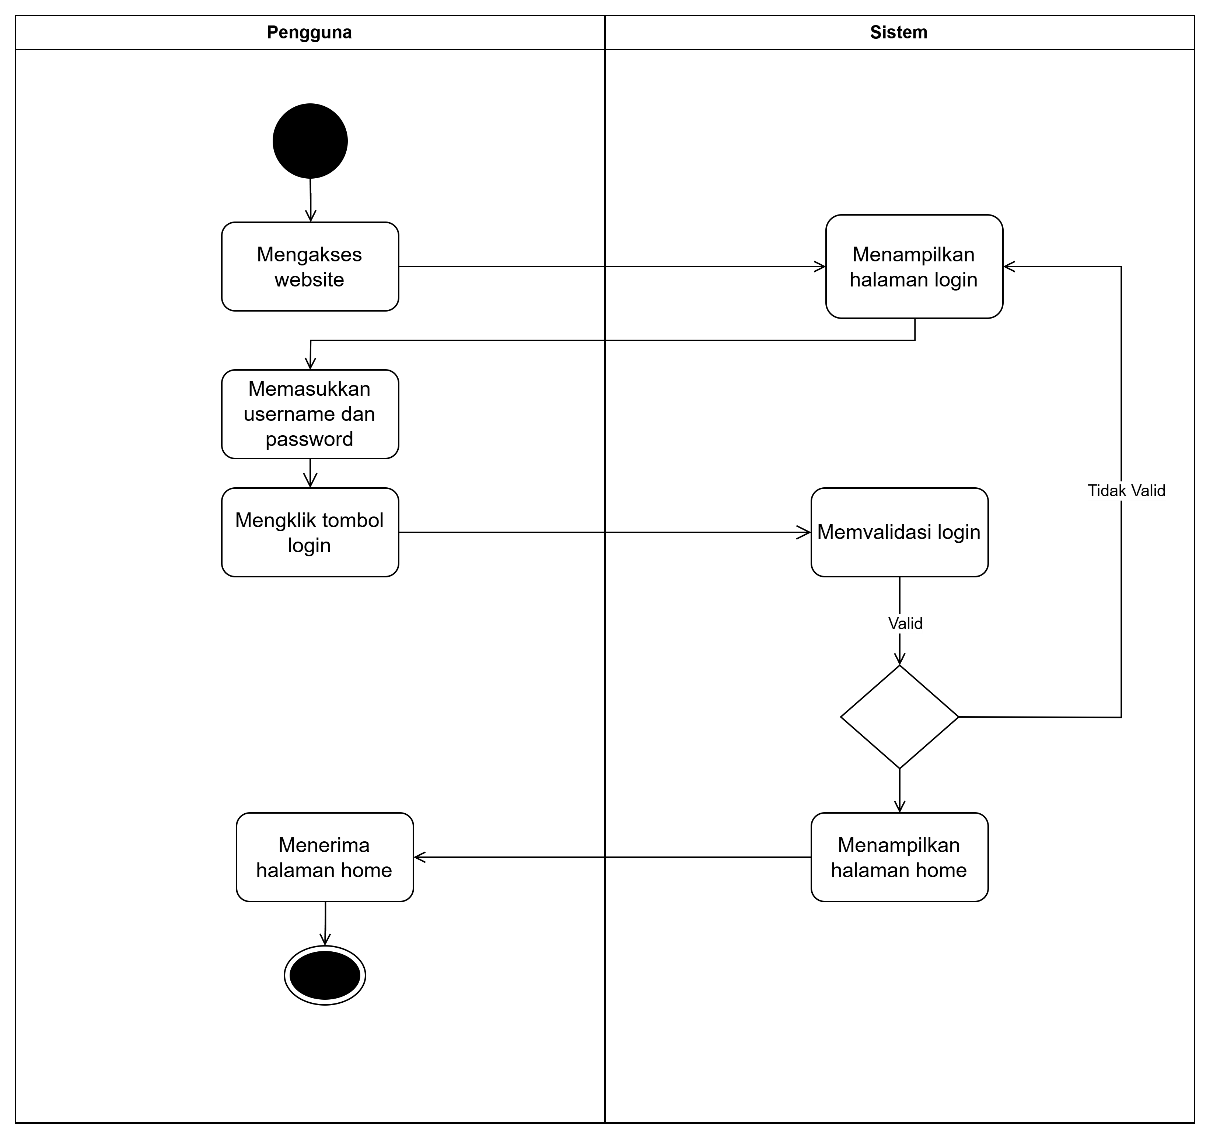 Pengguna
Sistem
Mengakses
website
Menampilkan
halaman login
Memasukkan
username dan
password
Tidak Valid
Mengklik tombol
login
Memvalidasi login
Valid
Menerima
halaman home
Menampilkan
halaman home